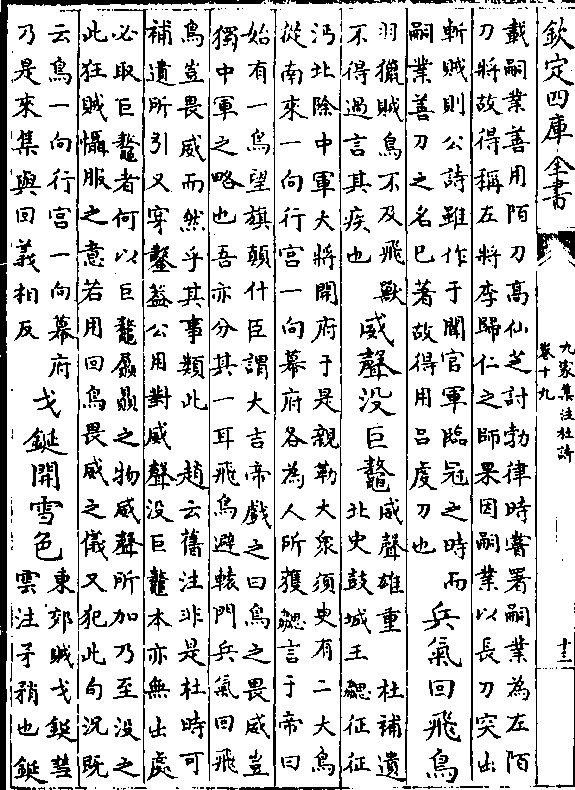 欽定四庫全書
九家集注杜詩
卷十九
十三
載嗣業善用陌刀高仙芝討勃律時嘗署嗣業為左陌
刀將故得稱左將李歸仁之師果因嗣業以長刀突出
斬賊則公詩雖作于聞官軍臨冦之時而
嗣業善刀之名已著故得用吕虔刀也
兵氣回飛鳥
羽獵賦鳥不及飛獸
不得過言其疾也
威聲没巨鼇
威聲雄重 杜補遺
北史鼓城王勰征征
沔北除中軍大將開府于是親勒大衆須史有二大鳥
從南來一向行宫一向幕府各為人所獲勰言于帝曰
始有一鳥望旗顛什臣謂大吉帝戲之曰鳥之畏威豈
獨中軍之略也吾亦分其一耳飛鳥避轅門兵氣回飛
鳥豈畏威而然乎其事類此 趙云舊注非是杜時可
補遺所引又穿鑿蓋公用對威聲没巨鼇本亦無出處
必取巨鼇者何以巨鼇贔屭之物威聲所加乃至没之
此狂賊懾服之意若用回鳥畏威之儀又犯此句況既
云鳥一向行宫一向幕府
乃是來集與回義相反
戈鋋開雪色
東郊賊戈鋋彗
雲注矛矟也鋋